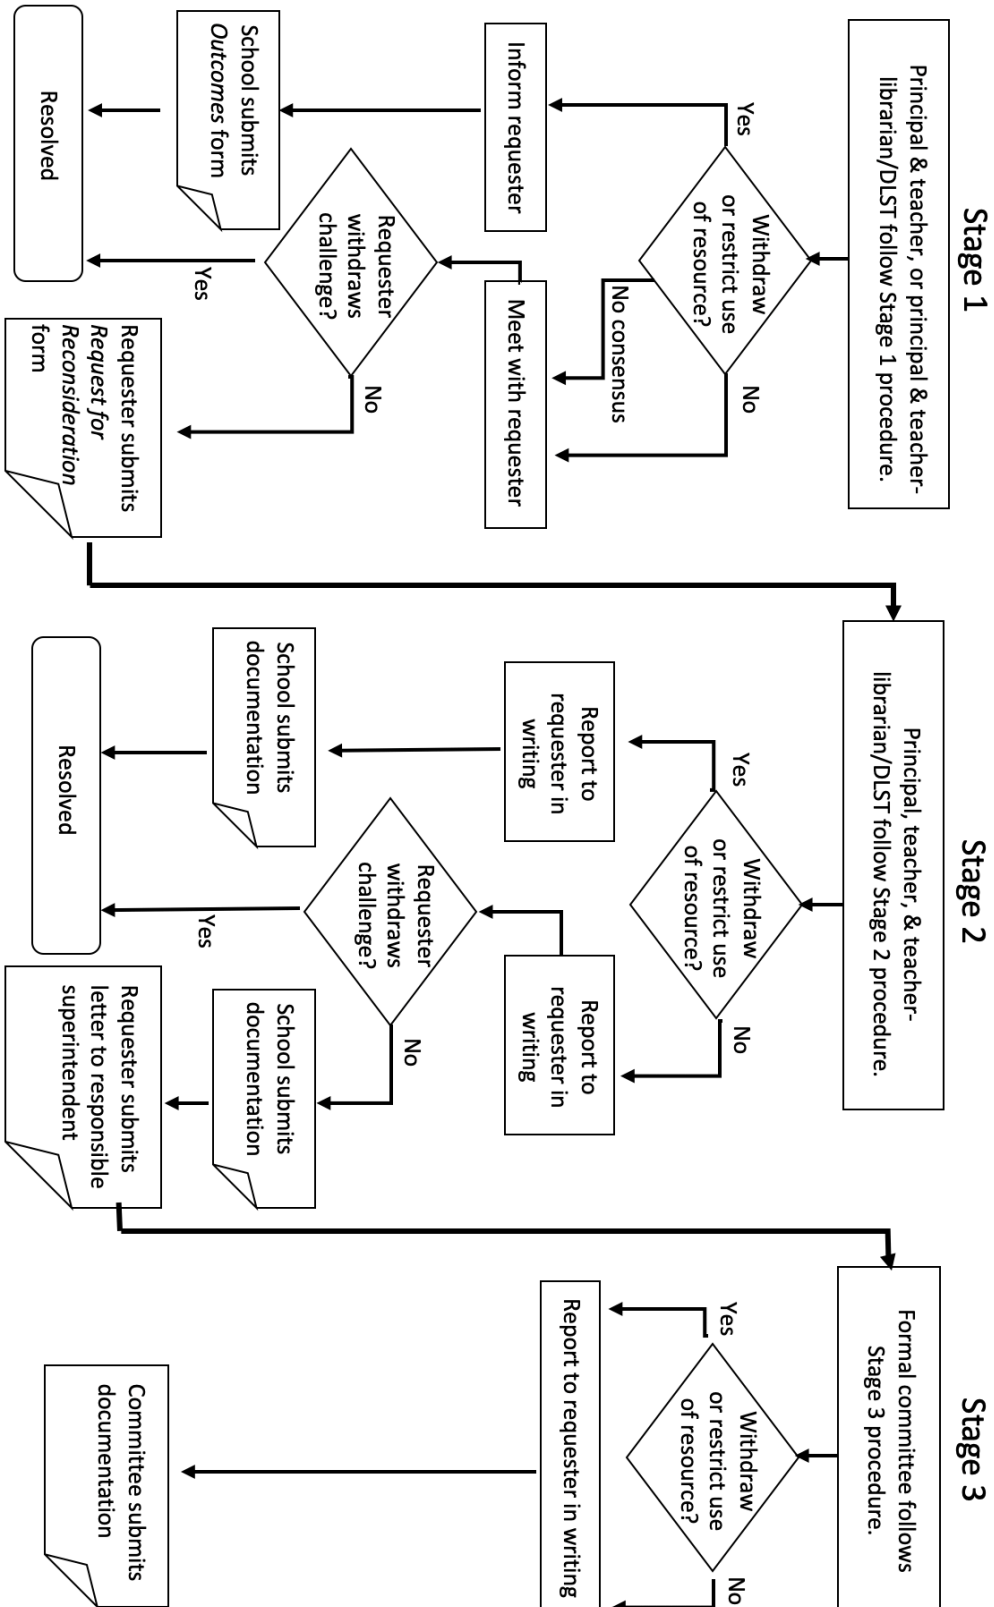 Stage 1
Principal & teacher, or principal & teacher-
librarian/DLST follow Stage 1 procedure.
Withdraw
or restrict use
of resource?
Yes
No
No consensus
Inform requester
Meet with requester
School submits
Outcomes form
Requester
withdraws
challenge?
Yes
No
Resolved
Requester submits
Request for
Reconsideration
form
Stage 2
Principal, teacher, & teacher-
librarian/DLST follow Stage 2 procedure.
Withdraw
or restrict use
of resource?
Yes
No
Report to
requester in
writing
Report to
requester in
writing
School submits
documentation
Requester
withdraws
challenge?
Yes
No
School submits
documentation
Resolved
Requester submits
letter to responsible
superintendent
Stage 3
Formal committee follows
Stage 3 procedure.
Withdraw
or restrict use
of resource?
Yes
No
Report to requester in writing
Committee submits
documentation